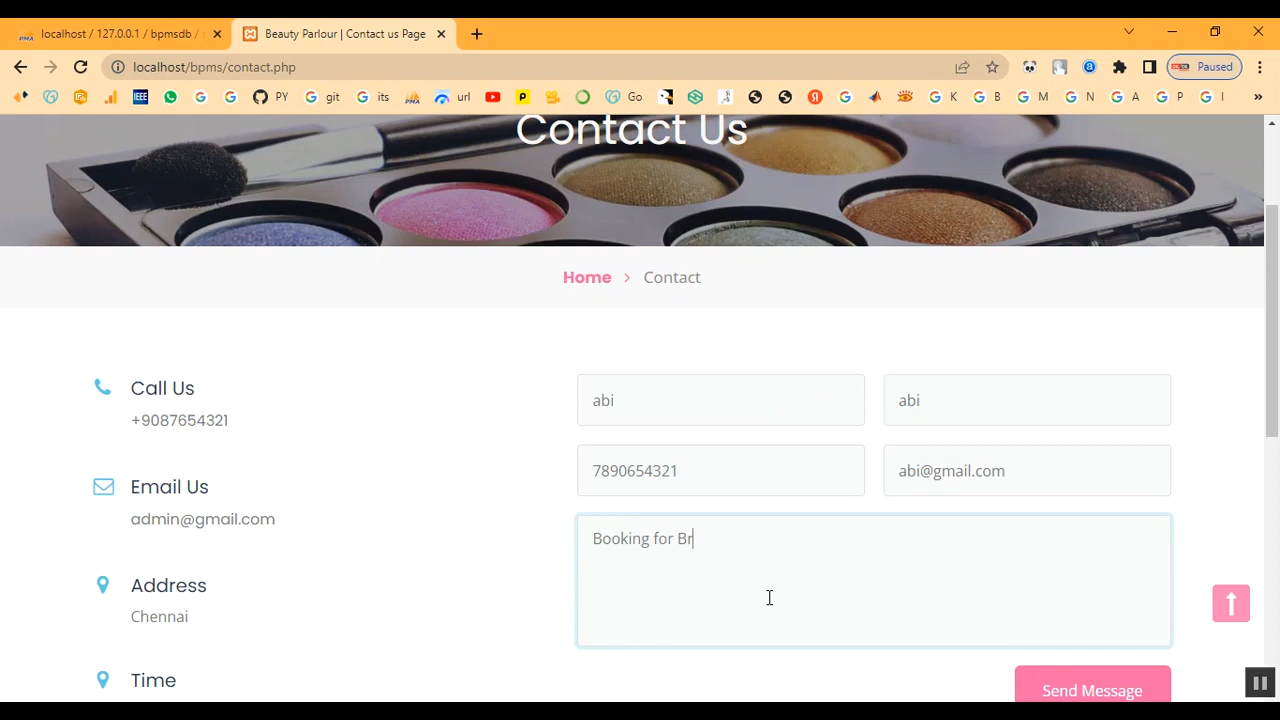 localhost / 127.0.0.1 / bpmsdb /
Beauty Parlour | Contact us Page
localhost/bpms/contact.php
Paused
IEEE
PY
git
its
PMA
url
Go
K
B
M
N
A
P
I
Contact Us
Home > Contact
Call Us
+9087654321
Email Us
admin@gmail.com
Address
Chennai
Time
abi
abi
7890654321
abi@gmail.com
Booking for Br
Send Message